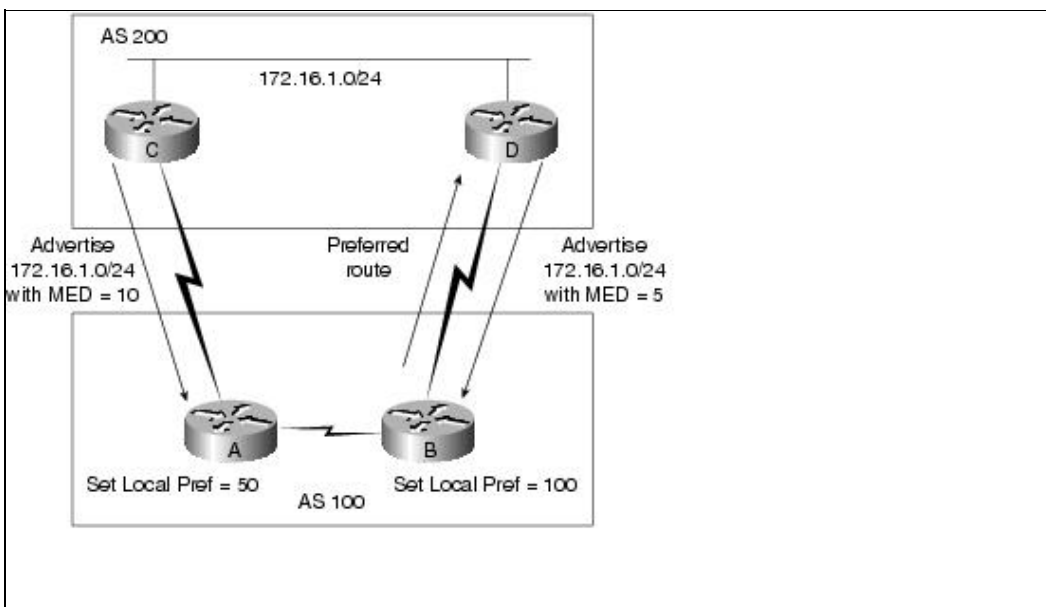 AS 200
172.16.1.0/24
C
D
Advertise
172.16.1.0/24
with MED = 10
Preferred
route
Advertise
172.16.1.0/24
with MED = 5
A
B
Set Local Pref = 50
Set Local Pref = 100
AS 100